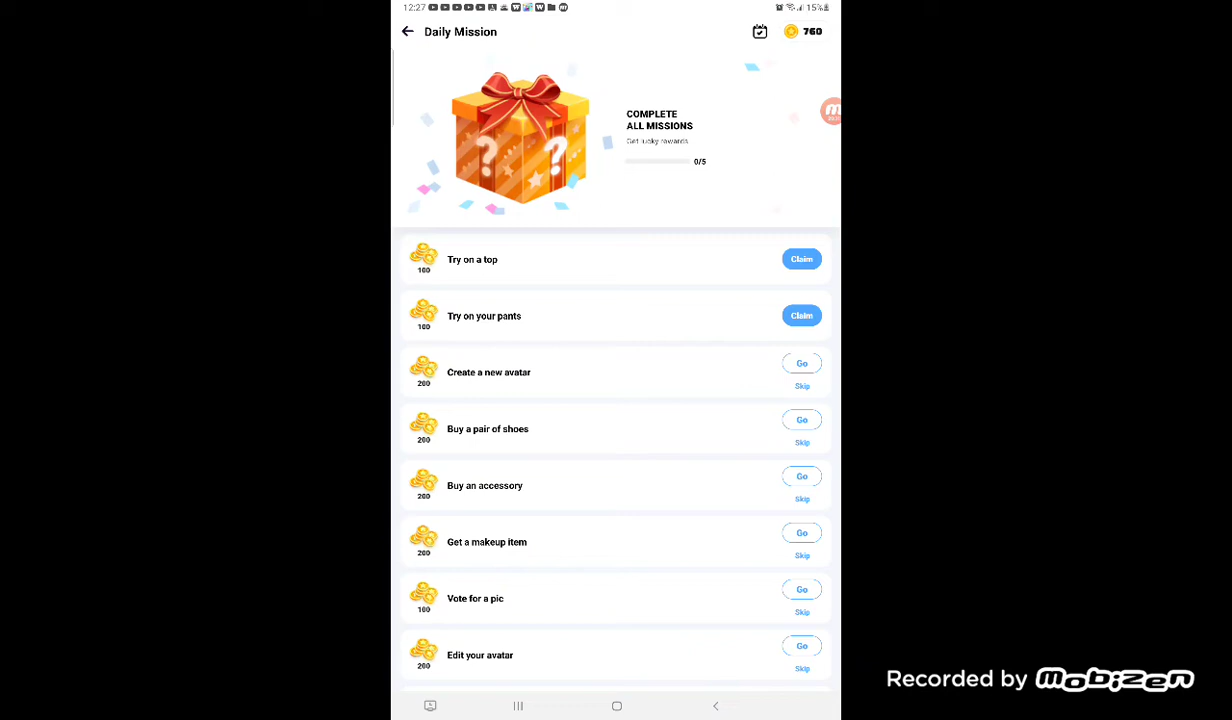 12:27 15%
Daily Mission 760
COMPLETE
ALL MISSIONS
Get lucky rewards
0/5
? ?
100 Try on a top Claim
100 Try on your pants Claim
200 Create a new avatar Go
Skip
200 Buy a pair of shoes Go
Skip
200 Buy an accessory Go
Skip
200 Get a makeup item Go
Skip
100 Vote for a pic Go
Skip
200 Edit your avatar Go
Skip
Recorded by mobizen